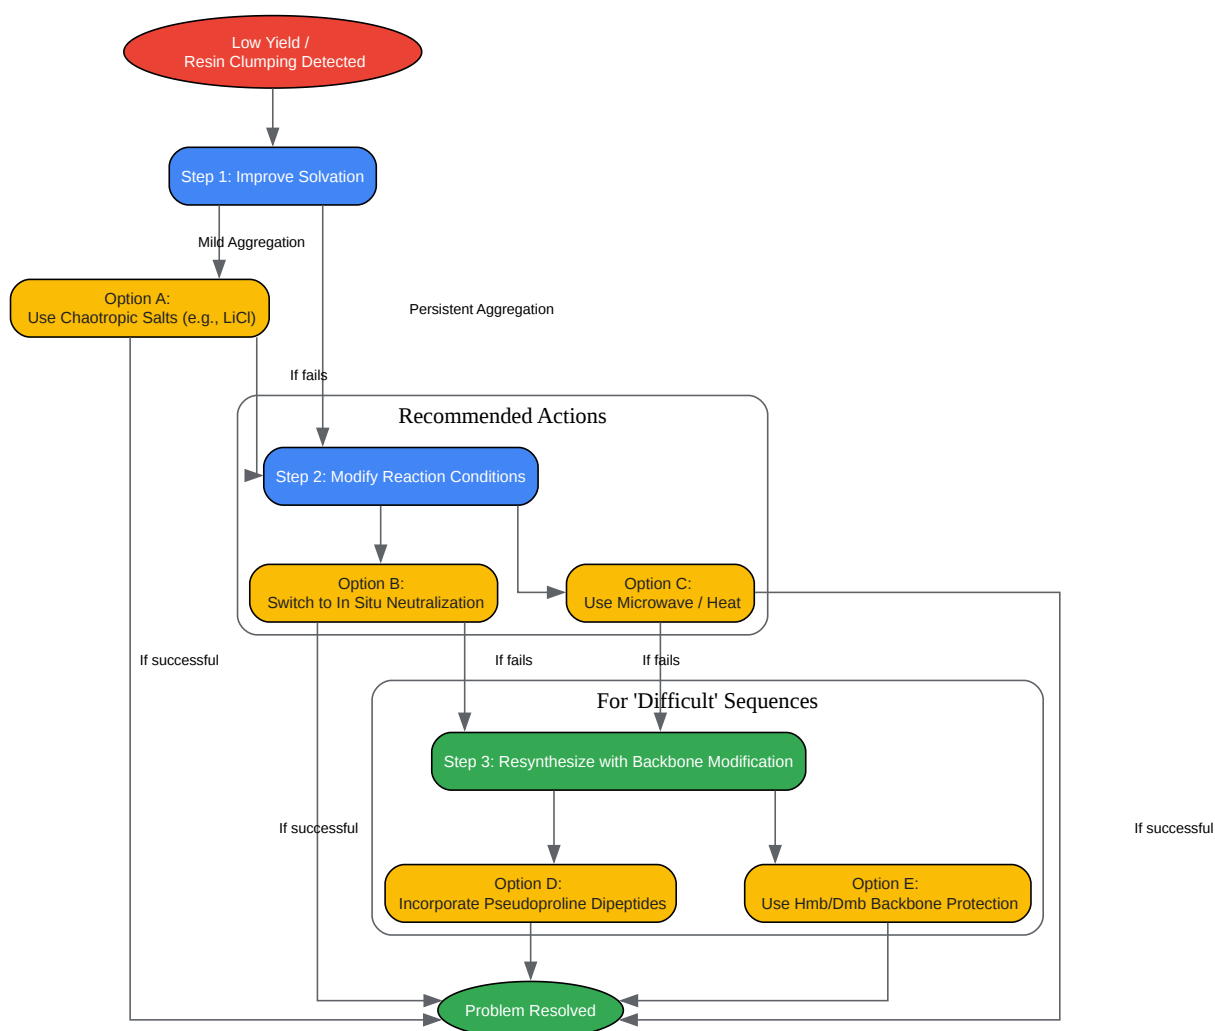 Low Yield /
Resin Clumping Detected
Step 1: Improve Solvation
Mild Aggregation
Option A:
Use Chaotropic Salts (e.g., LiCl)
Persistent Aggregation
If fails
Recommended Actions
Step 2: Modify Reaction Conditions
Option B:
Switch to In Situ Neutralization
Option C:
Use Microwave / Heat
If successful
If fails
If fails
For 'Difficult' Sequences
Step 3: Resynthesize with Backbone Modification
If successful
If successful
Option D:
Incorporate Pseudoproline Dipeptides
Option E:
Use Hmb/Dmb Backbone Protection
Problem Resolved